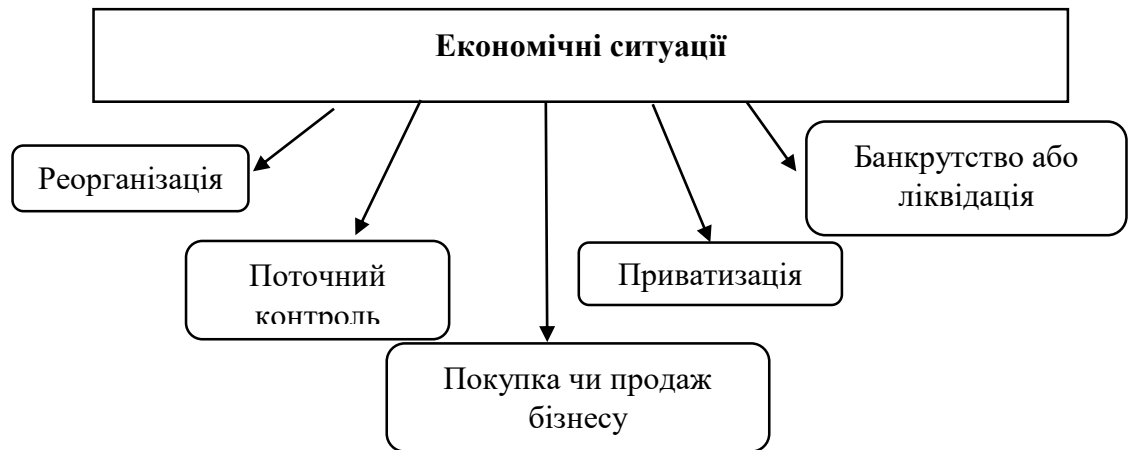 Економічні ситуації
Реорганізація
Банкрутство або
ліквідація
Поточний
контроль
Приватизація
Покупка чи продаж
бізнесу